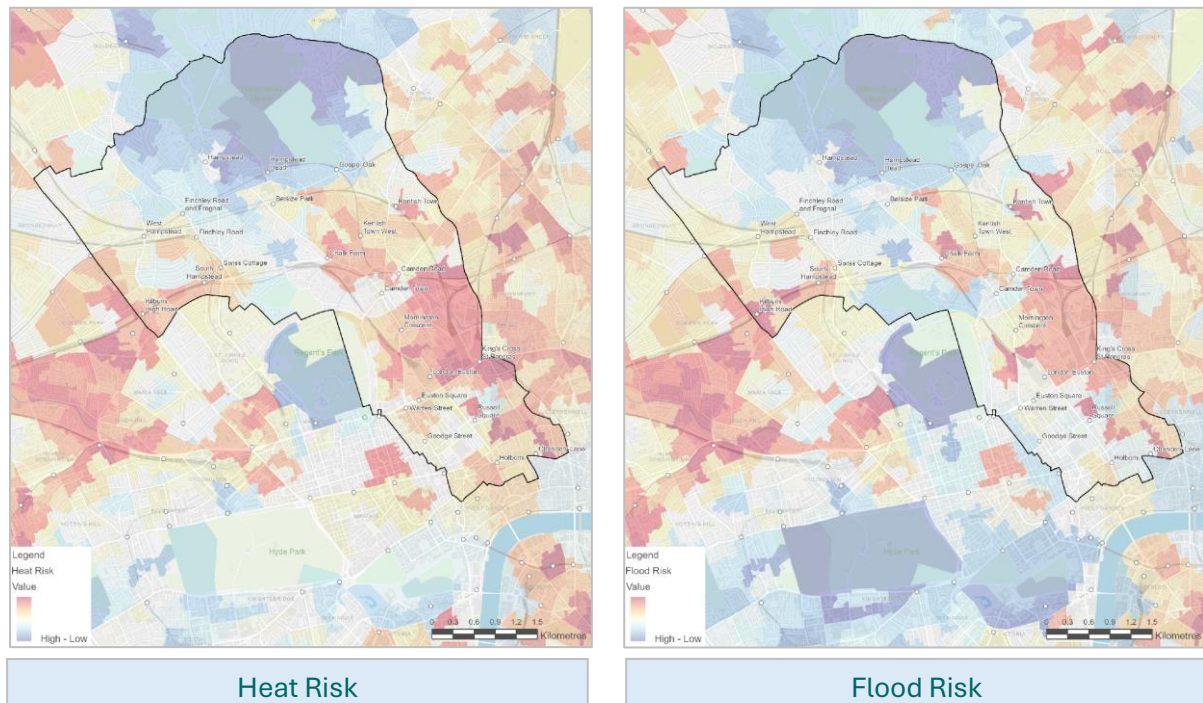 Hampstead
Hampstead
Heath
Gospel Oak
Finchley Road
and Frognal
Belsize Park
Kentish Town
West
Hampstead
Finchley Road
Kentish
Town West
South
Hampstead
Swiss Cottage
Chalk Farm
Camden Road
Camden Town
Kilburn
High Road
Mornington
Crescent
Regent's Park
King's Cross
St Pancras
London Euston
Euston Square
Warren Street
Russell
Square
Goodge Street
Holborn
Chancery Lane
Hyde Park
KNIGHTSBRIDGE
Legend
Heat Risk
Value
High - Low
0 0.3 0.6 0.9 1.2 1.5
Kilometres
Heat Risk
Hampstead
Hampstead
Heath
Gospel Oak
Finchley Road
and Frognal
Belsize Park
Kentish Town
West
Hampstead
Finchley Road
Kentish
Town West
South
Hampstead
Swiss Cottage
Chalk Farm
Camden Road
Camden Town
Kilburn
High Road
Mornington
Crescent
Regent's Park
King's Cross
St Pancras
London Euston
Euston Square
Warren Street
Russell
Square
Goodge Street
Holborn
Chancery Lane
Hyde Park
KNIGHTSBRIDGE
Legend
Flood Risk
Value
High - Low
0 0.3 0.6 0.9 1.2 1.5
Kilometres
Flood Risk